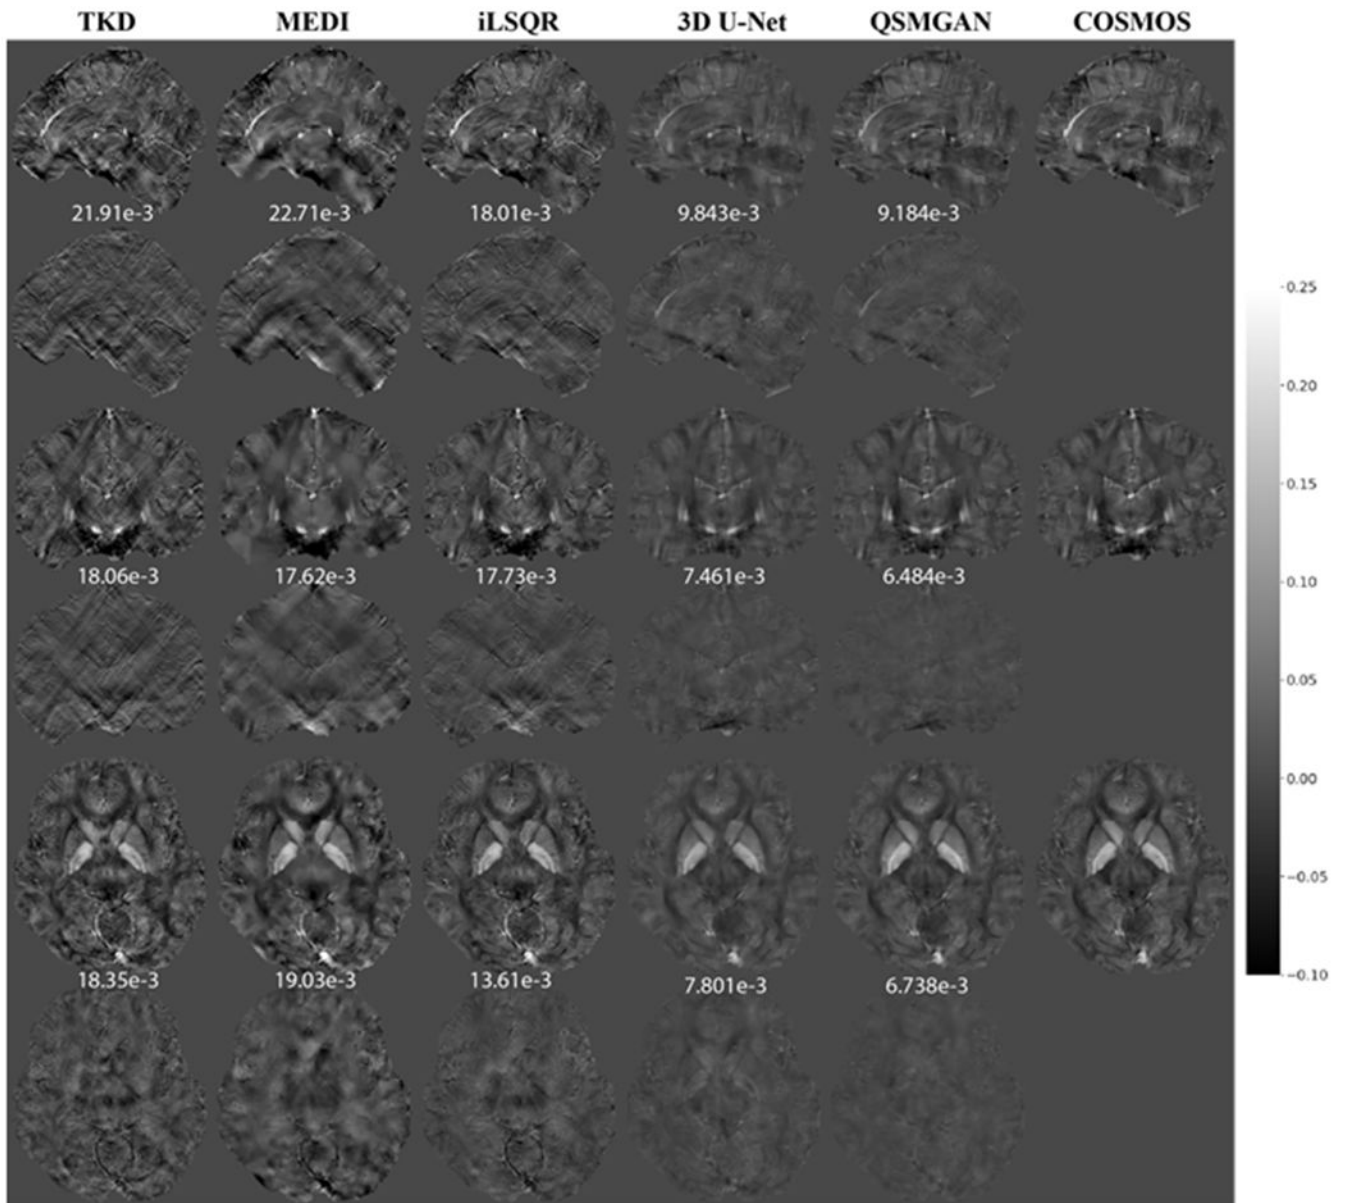 TKD MEDI iLSQR 3D U-Net QSMGAN COSMOS
21.91e-3 22.71e-3 18.01e-3 9.843e-3 9.184e-3
0.25
0.20
0.15
18.06e-3 17.62e-3 17.73e-3 7.461e-3 6.484e-3
0.10
0.05
0.00
−0.05
18.35e-3 19.03e-3 13.61e-3 7.801e-3 6.738e-3
−0.10